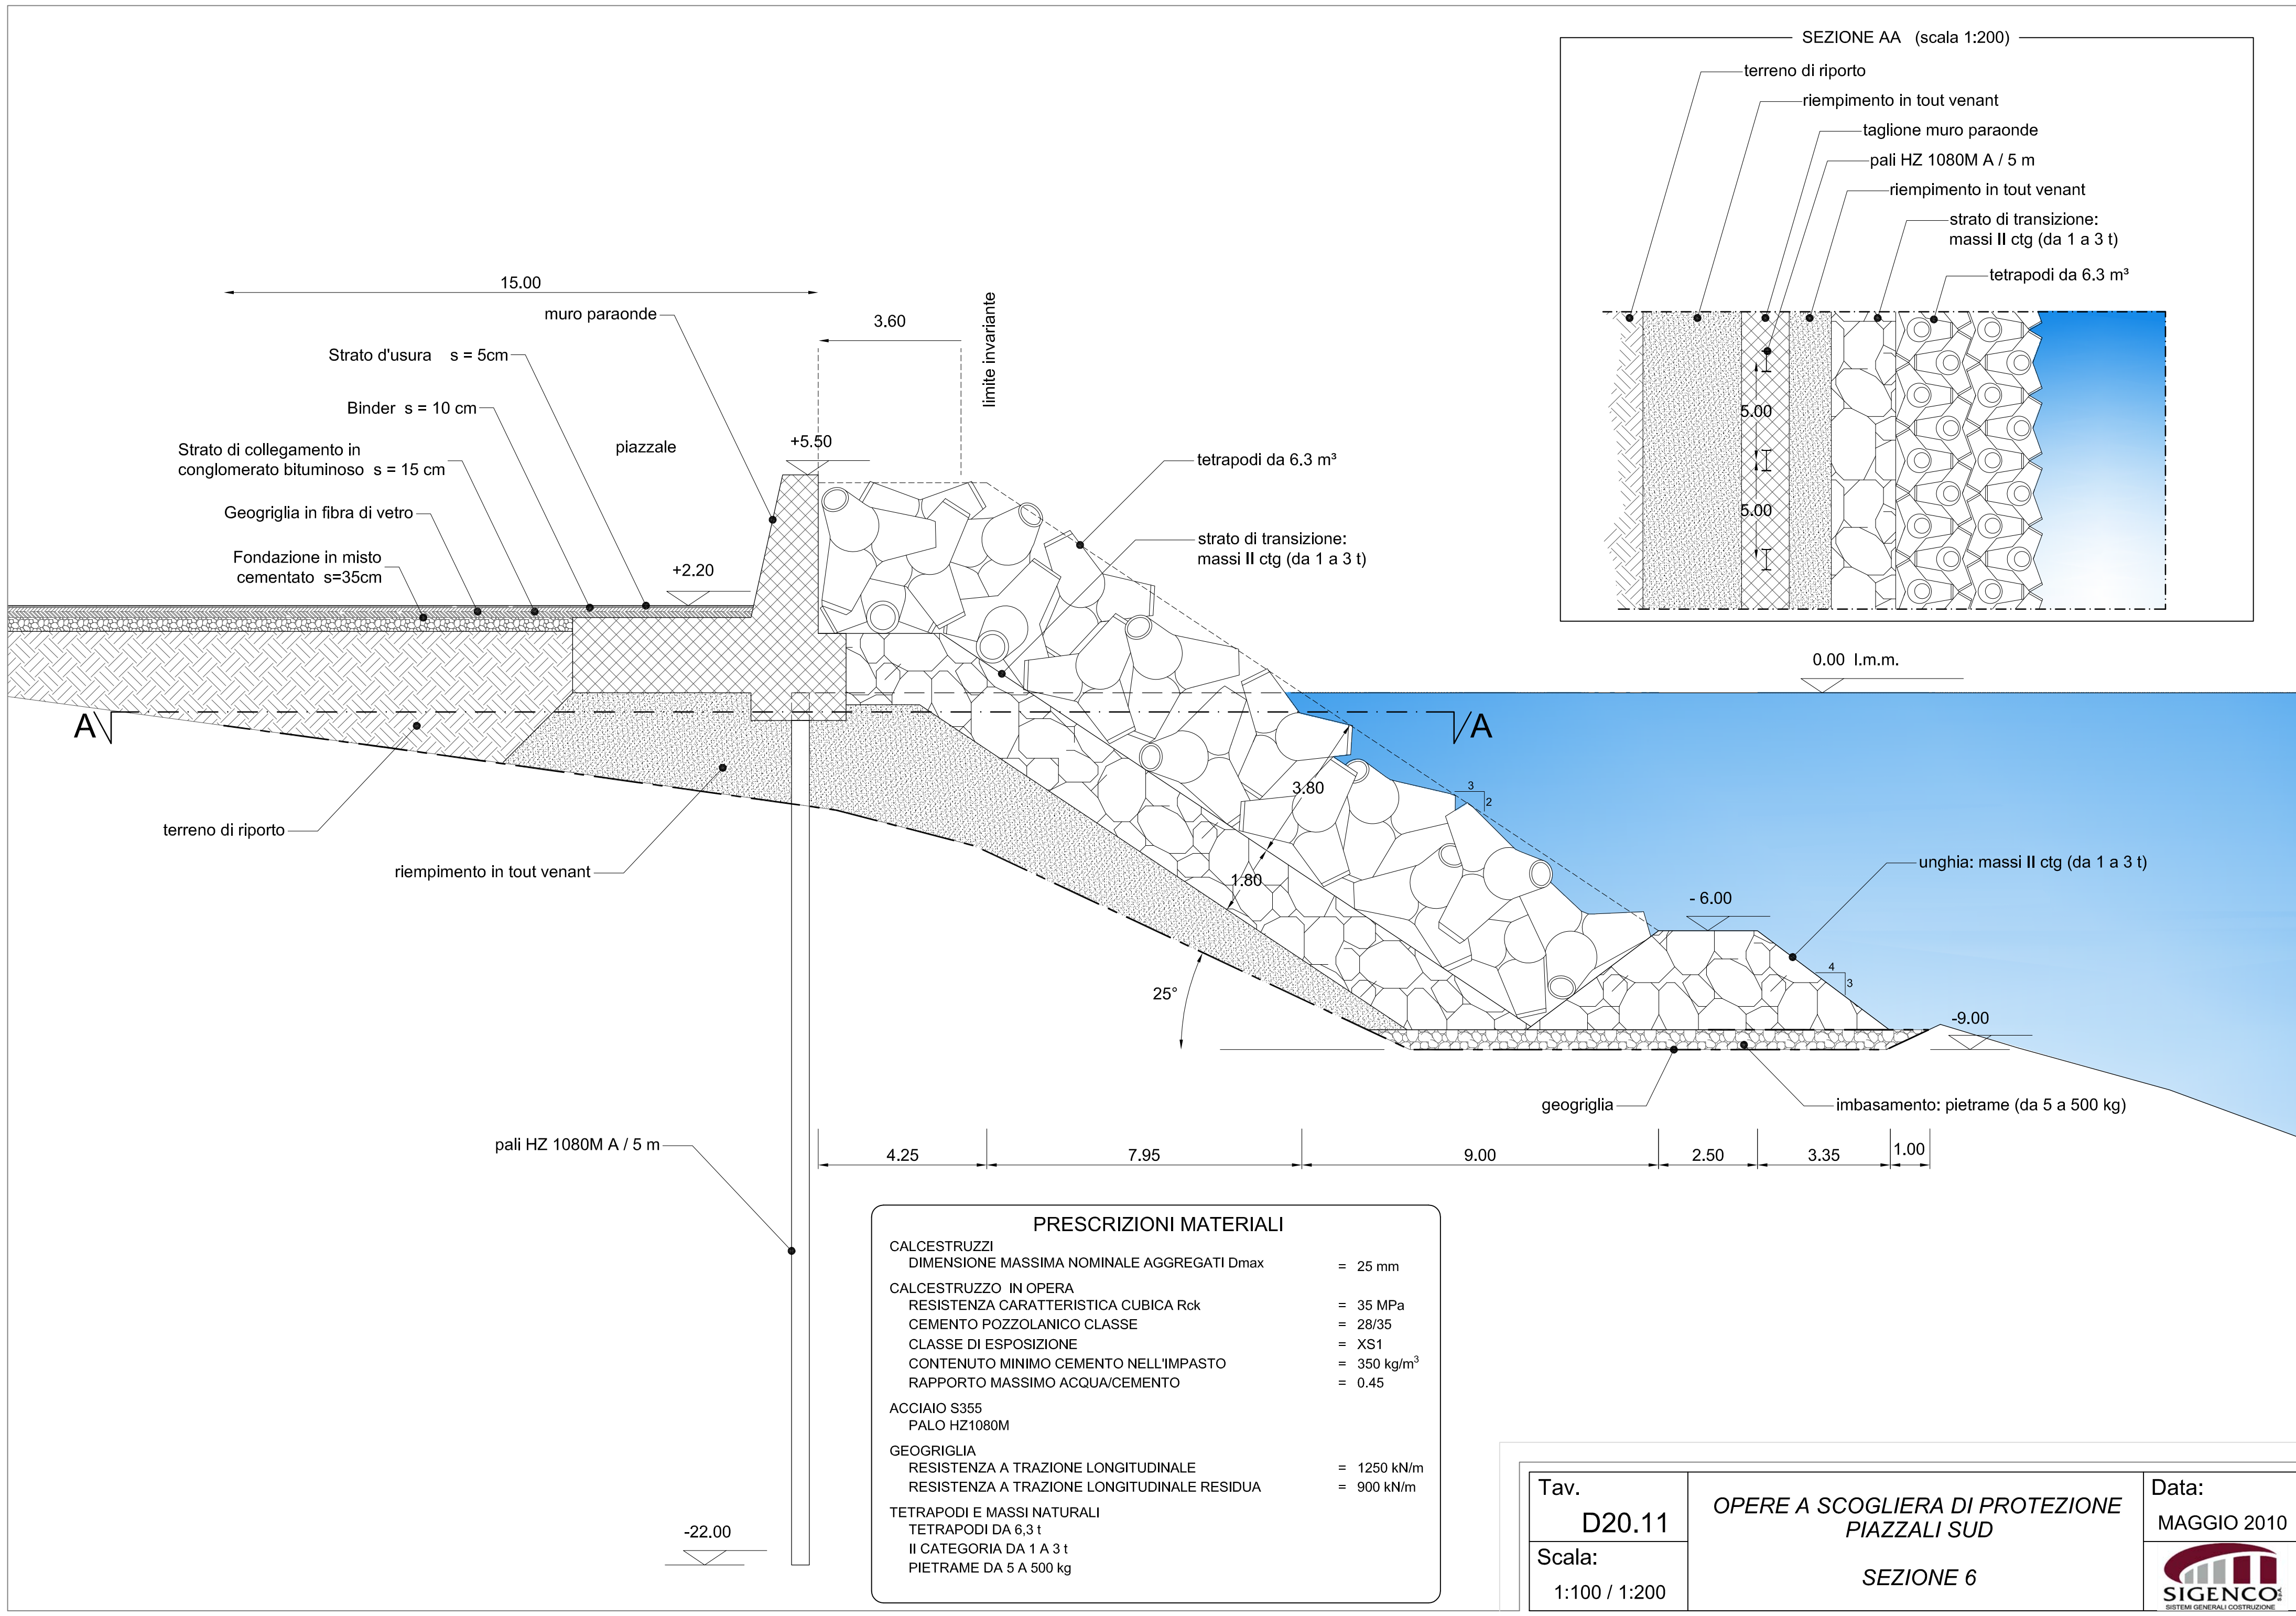 SEZIONE AA (scala 1:200)
terreno di riporto
riempimento in tout venant
taglione muro paraonde
pali HZ 1080M A / 5 m
riempimento in tout venant
strato di transizione:
massi II ctg (da 1 a 3 t)
tetrapodi da 6.3 m³
5.00
5.00
15.00
muro paraonde
3.60
limite invariante
Strato d'usura s = 5cm
Binder s = 10 cm
piazzale
+5.50
Strato di collegamento in
conglomerato bituminoso s = 15 cm
tetrapodi da 6.3 m³
Geogriglia in fibra di vetro
strato di transizione:
massi II ctg (da 1 a 3 t)
Fondazione in misto
cementato s=35cm
+2.20
0.00 l.m.m.
A
A
3.80
3
2
terreno di riporto
riempimento in tout venant
1.80
unghia: massi II ctg (da 1 a 3 t)
- 6.00
4
3
25°
-9.00
geogriglia
imbasamento: pietrame (da 5 a 500 kg)
pali HZ 1080M A / 5 m
4.25
7.95
9.00
2.50
3.35
1.00
-22.00
PRESCRIZIONI MATERIALI
CALCESTRUZZI
DIMENSIONE MASSIMA NOMINALE AGGREGATI Dmax = 25 mm
CALCESTRUZZO IN OPERA
RESISTENZA CARATTERISTICA CUBICA Rck = 35 MPa
CEMENTO POZZOLANICO CLASSE = 28/35
CLASSE DI ESPOSIZIONE = XS1
CONTENUTO MINIMO CEMENTO NELL'IMPASTO = 350 kg/m³
RAPPORTO MASSIMO ACQUA/CEMENTO = 0.45
ACCIAIO S355
PALO HZ1080M
GEOGRIGLIA
RESISTENZA A TRAZIONE LONGITUDINALE = 1250 kN/m
RESISTENZA A TRAZIONE LONGITUDINALE RESIDUA = 900 kN/m
TETRAPODI E MASSI NATURALI
TETRAPODI DA 6,3 t
II CATEGORIA DA 1 A 3 t
PIETRAME DA 5 A 500 kg
Tav.
D20.11
Scala:
1:100 / 1:200
OPERE A SCOGLIERA DI PROTEZIONE
PIAZZALI SUD
SEZIONE 6
Data:
MAGGIO 2010
SIGENCO S.p.A.
SISTEMI GENERALI COSTRUZIONE